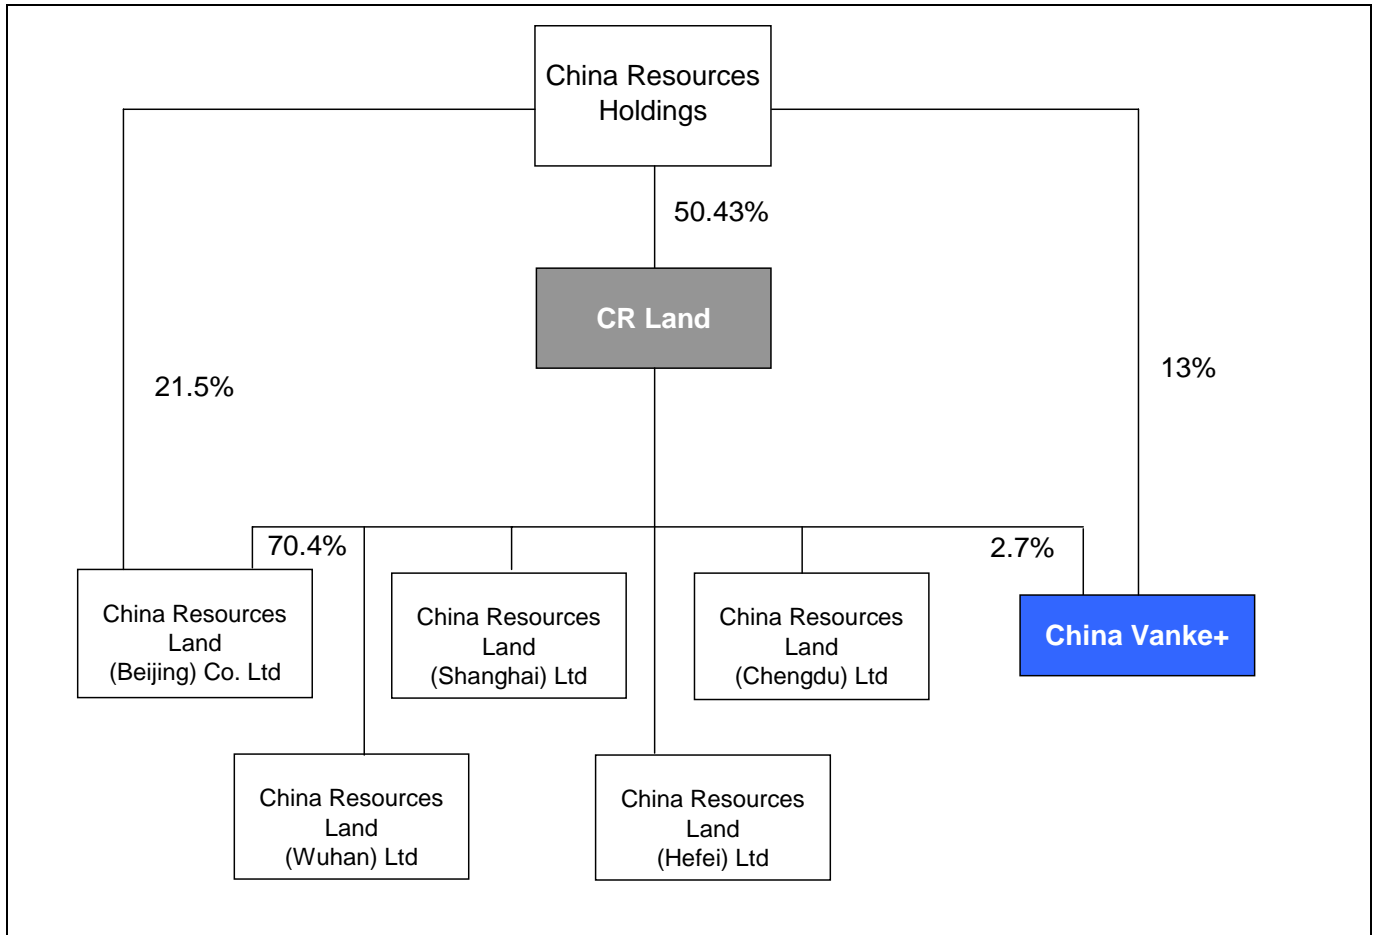 China Resources
Holdings
50.43%
CR Land
21.5%
13%
70.4%
2.7%
China Resources
Land
(Beijing) Co. Ltd
China Resources
Land
(Shanghai) Ltd
China Resources
Land
(Chengdu) Ltd
China Vanke+
China Resources
Land
(Wuhan) Ltd
China Resources
Land
(Hefei) Ltd